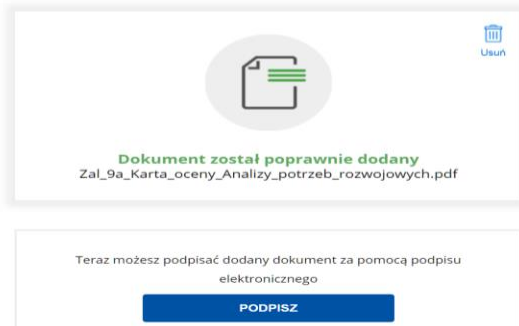 Usuń
Dokument został poprawnie dodany
Zal_9a_Karta_oceny_Analizy_potrzeb_rozwojowych.pdf
Teraz możesz podpisać dodany dokument za pomocą podpisu
elektronicznego
PODPISZ